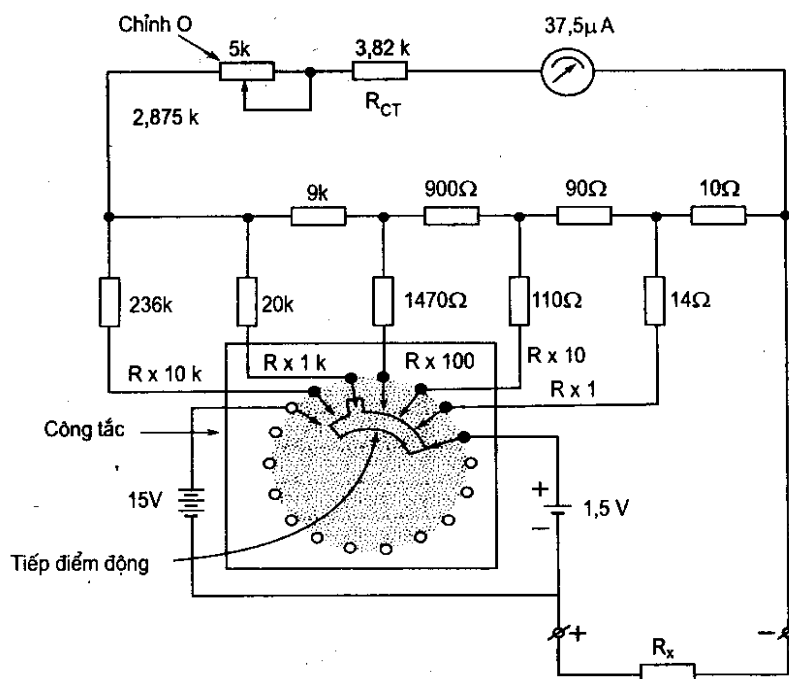 Chỉnh O
5k
3,82 k
37,5μA
R_CT
2,875 k
9k
900Ω
90Ω
10Ω
236k
20k
1470Ω
110Ω
14Ω
R x 10 k
R x 1 k
R x 100
R x 10
R x 1
Công tắc
15V
+
−
1,5 V
Tiếp điểm động
+
R_x
−